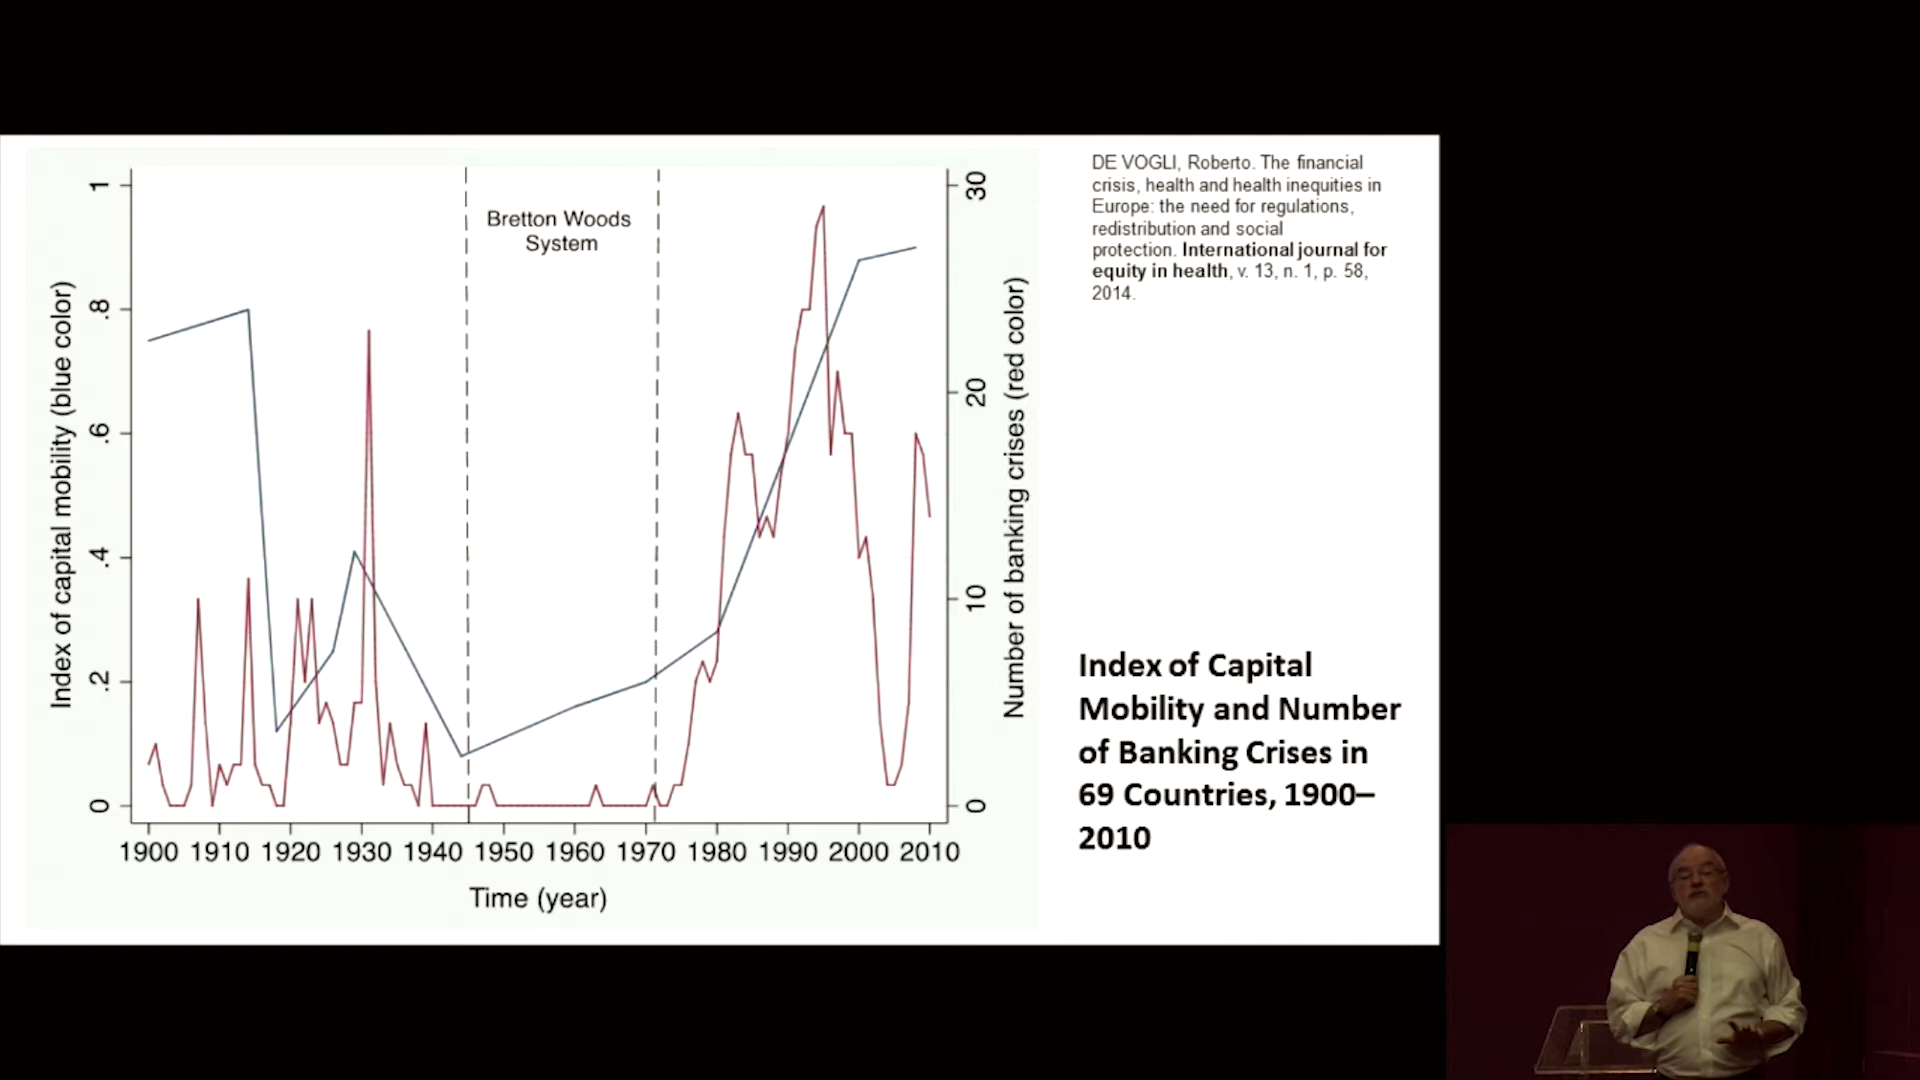 DE VOGLI, Roberto. The financial
crisis, health and health inequities in
Europe: the need for regulations,
redistribution and social
protection. International journal for
equity in health, v. 13, n. 1, p. 58,
2014.
Bretton Woods
System
Index of capital mobility (blue color)
1
.8
.6
.4
.2
0
Number of banking crises (red color)
30
20
10
0
1900 1910 1920 1930 1940 1950 1960 1970 1980 1990 2000 2010
Time (year)
Index of Capital
Mobility and Number
of Banking Crises in
69 Countries, 1900–
2010